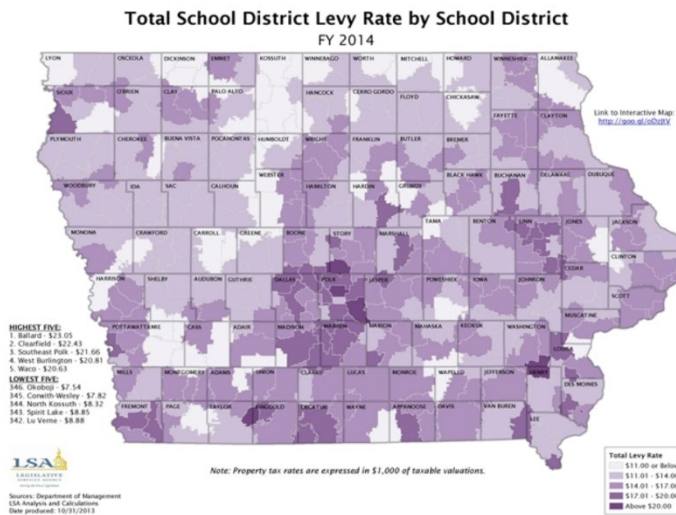 Total School District Levy Rate by School District
FY 2014
LYON OSCEOLA DICKINSON EMMET KOSSUTH WINNEBAGO WORTH MITCHELL HOWARD WINNESHIEK ALLAMAKEE
SIOUX O'BRIEN CLAY PALO ALTO HANCOCK CERRO GORDO FLOYD CHICKASAW
Link to Interactive Map:
FAYETTE CLAYTON
PLYMOUTH CHEROKEE BUENA VISTA POCAHONTAS HUMBOLDT WRIGHT FRANKLIN BUTLER BREMER
WOODBURY IDA SAC CALHOUN WEBSTER HAMILTON HARDIN GRUNDY BLACK HAWK BUCHANAN DELAWARE DUBUQUE
MONONA CRAWFORD CARROLL GREENE BOONE STORY MARSHALL TAMA BENTON LINN JONES JACKSON
CLINTON
HARRISON SHELBY AUDUBON GUTHRIE DALLAS POLK JASPER POWESHIEK IOWA JOHNSON CEDAR
SCOTT
MUSCATINE
POTTAWATTAMIE CASS ADAIR MADISON WARREN MARION MAHASKA KEOKUK WASHINGTON
LOUISA
MILLS MONTGOMERY ADAMS UNION CLARKE LUCAS MONROE WAPELLO JEFFERSON HENRY
DES MOINES
FREMONT PAGE TAYLOR RINGGOLD DECATUR WAYNE APPANOOSE DAVIS VAN BUREN
LEE
HIGHEST FIVE:
1. Ballard - $23.05
2. Clearfield - $22.43
3. Southeast Polk - $21.66
4. West Burlington - $20.81
5. Waco - $20.63
LOWEST FIVE:
346. Okoboji - $7.54
345. Corwith-Wesley - $7.82
344. North Kossuth - $8.32
343. Spirit Lake - $8.85
342. Lu Verne - $8.88
LSA
LEGISLATIVE
SERVICES AGENCY
Note: Property tax rates are expressed in $1,000 of taxable valuations.
Sources: Department of Management
LSA Analysis and Calculations
Date produced: 10/31/2013
Total Levy Rate
$11.00 or Below
$11.01 - $14.00
$14.01 - $17.00
$17.01 - $20.00
Above $20.00